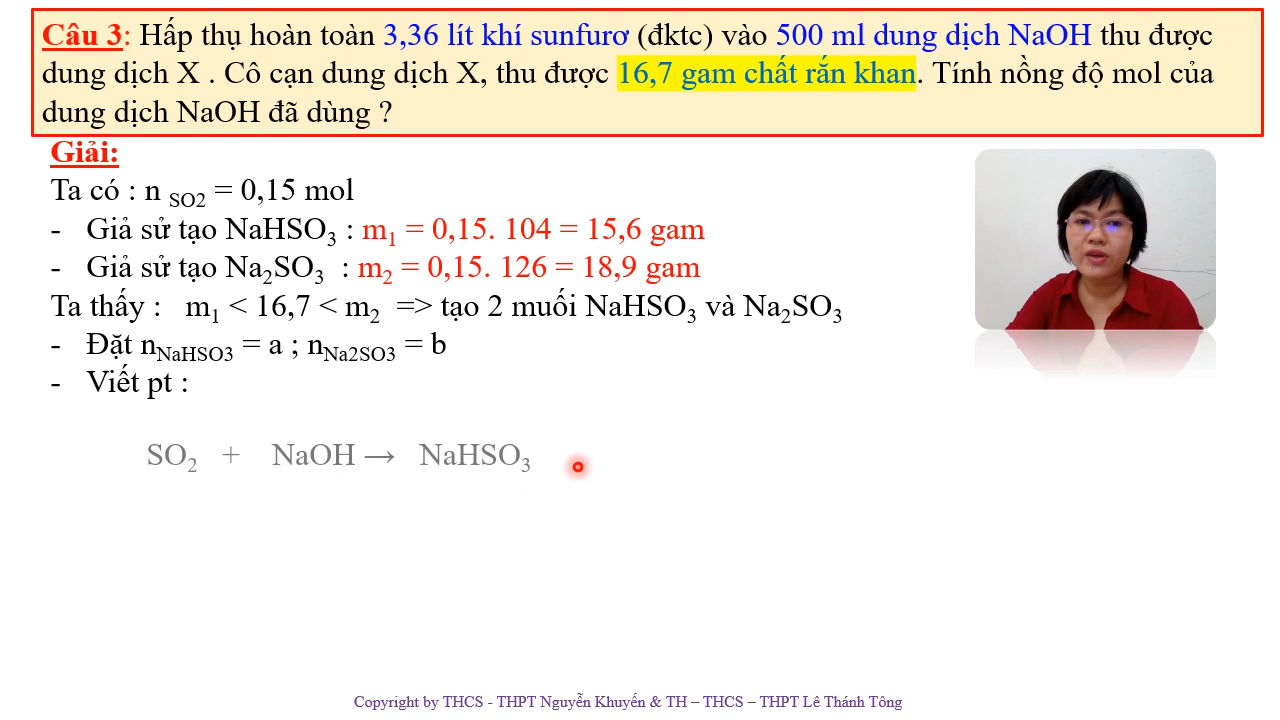 Câu 3: Hấp thụ hoàn toàn 3,36 lít khí sunfurơ (đktc) vào 500 ml dung dịch NaOH thu được
dung dịch X . Cô cạn dung dịch X, thu được 16,7 gam chất rắn khan. Tính nồng độ mol của
dung dịch NaOH đã dùng ?
Giải:
Ta có : n SO2 = 0,15 mol
- Giả sử tạo NaHSO₃ : m₁ = 0,15. 104 = 15,6 gam
- Giả sử tạo Na₂SO₃ : m₂ = 0,15. 126 = 18,9 gam
Ta thấy : m₁ < 16,7 < m₂ => tạo 2 muối NaHSO₃ và Na₂SO₃
- Đặt nNaHSO3 = a ; nNa2SO3 = b
- Viết pt :
SO₂ + NaOH → NaHSO₃
Copyright by THCS - THPT Nguyễn Khuyến & TH – THCS – THPT Lê Thánh Tông